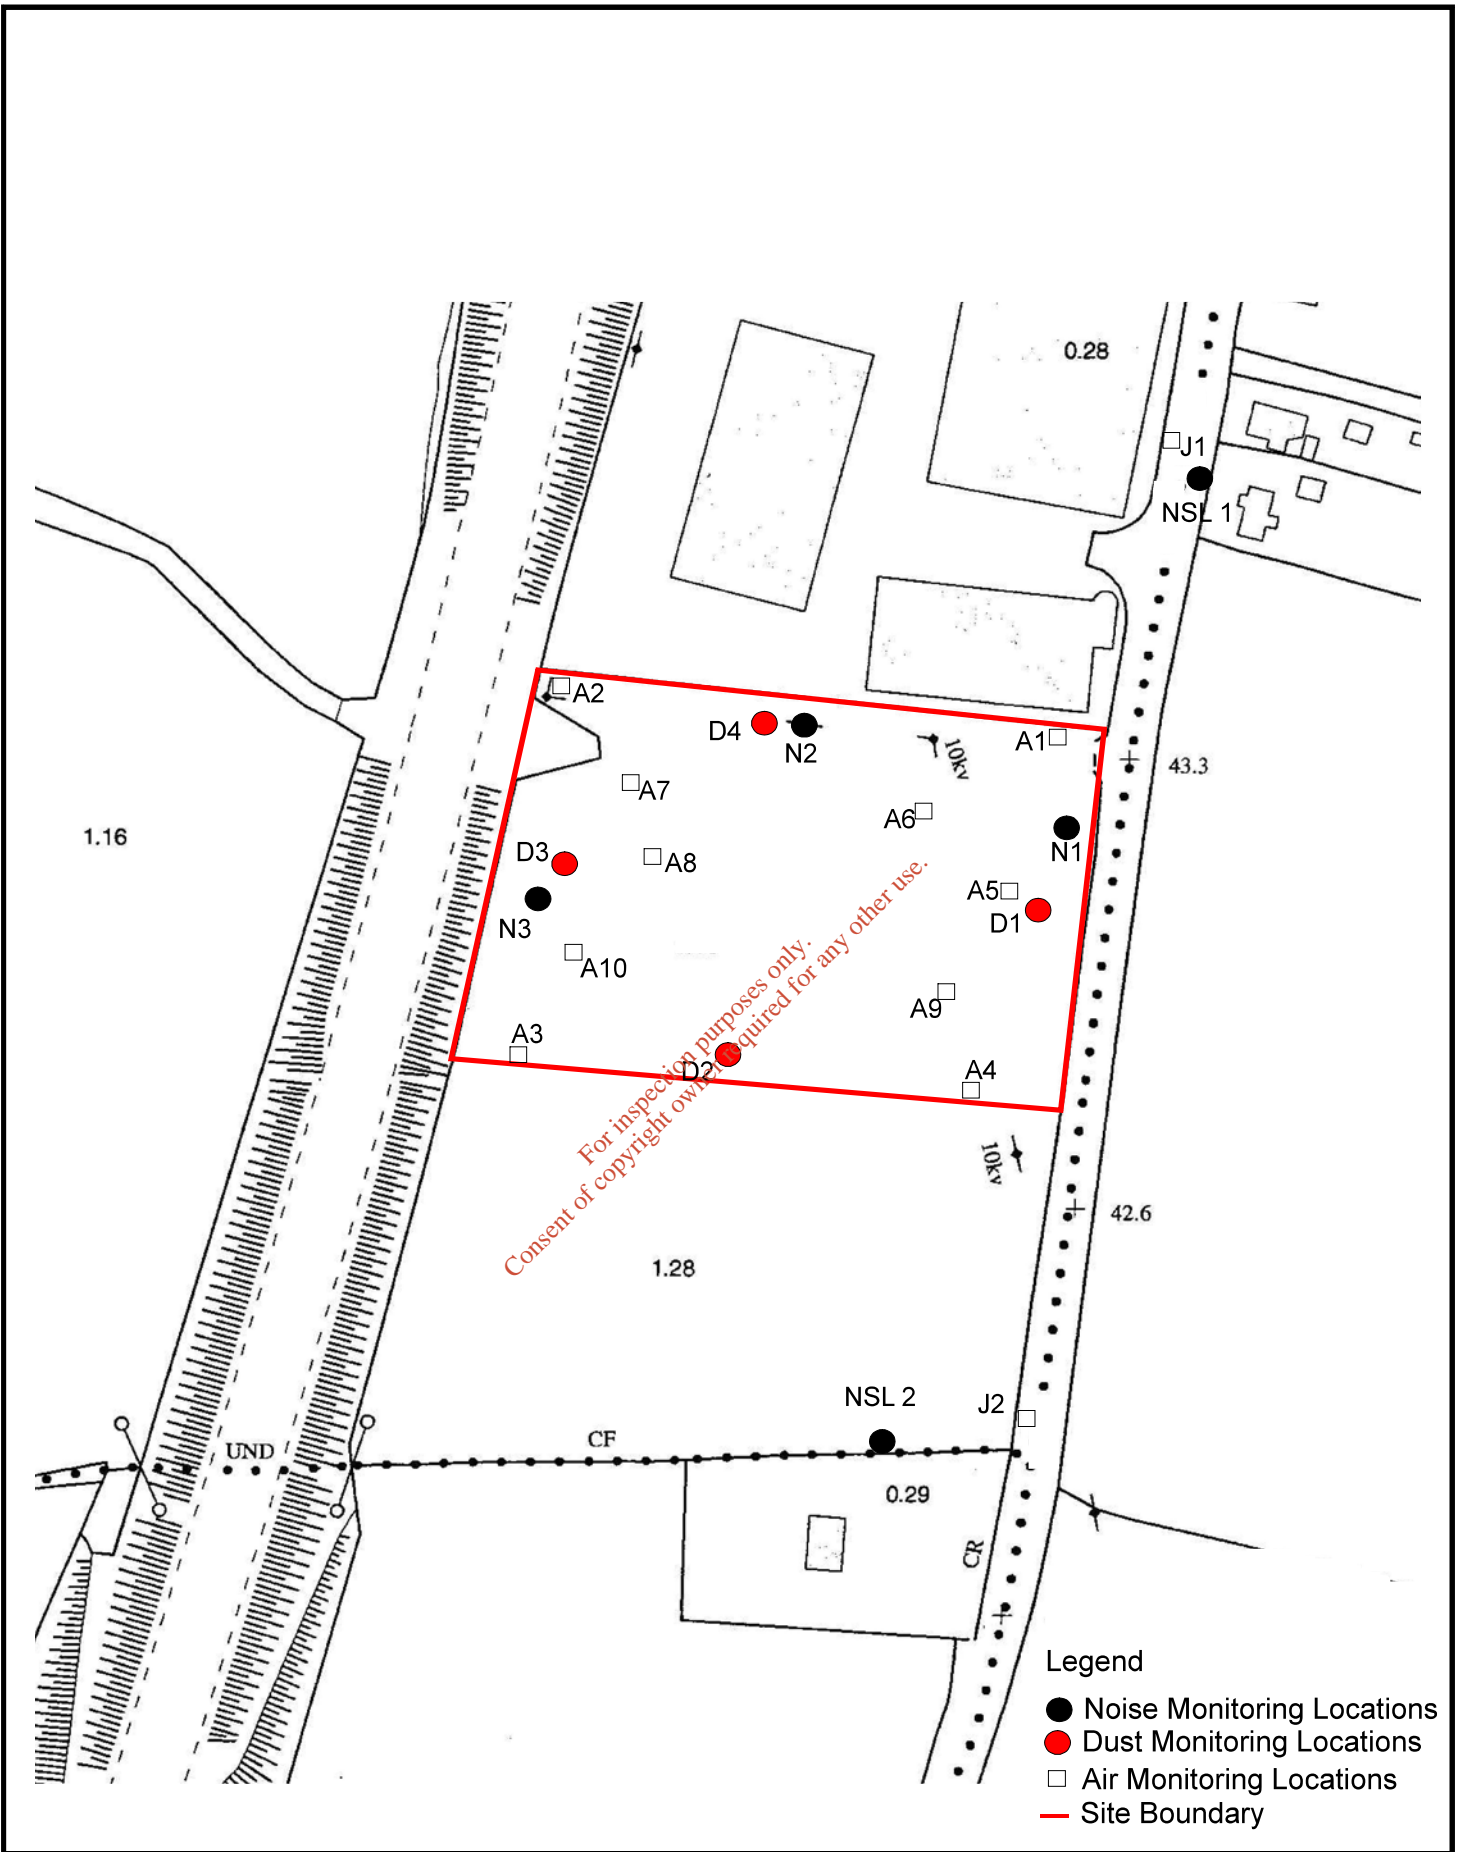 0.28
J1
NSL 1
A2
D4
N2
10kv
A1
43.3
A7
A6
N1
1.16
D3
A8
A5
D1
N3
A10
A9
A3
D2
A4
For inspection purposes only.
Consent of copyright owner required for any other use.
10kv
42.6
1.28
NSL 2
J2
UND
CF
0.29
CR
Legend
Noise Monitoring Locations
Dust Monitoring Locations
Air Monitoring Locations
Site Boundary